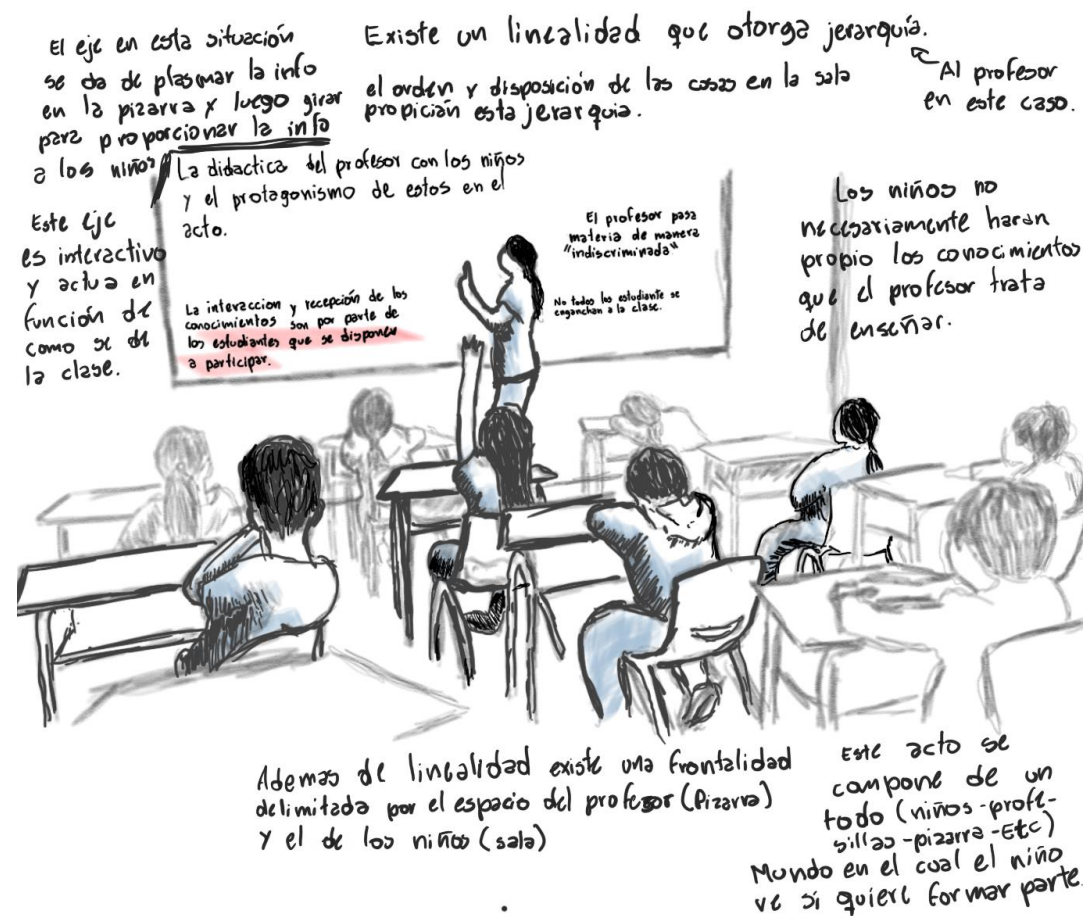 El eje en esta situación
se da de plasmar la info
en la pizarra y luego girar
para proporcionar la info
a los niños
Existe un linealidad que otorga jerarquía.
Al profesor
en este caso.
el orden y disposición de las cosas en la sala
propician esta jerarquia.
Este eje
es interactivo
y actua en
función de
como se de
la clase.
La didactica del profesor con los niños
y el protagonismo de estos en el
acto.
La interaccion y recepción de los
conocimientos son por parte de
los estudiantes que se disponen
a participar.
El profesor pasa
materia de manera
"indiscriminada"
No todos los estudiante se
enganchan a la clase.
Los niños no
necesariamente haran
propio los conocimientos
que el profesor trata
de enseñar.
Ademas de linealidad existe una frontalidad
delimitada por el espacio del profesor (Pizarra)
y el de los niños (sala)
Este acto se
compone de un
todo (niños-profe-
sillas-pizarra-Etc)
Mundo en el cual el niño
ve si quiere formar parte.